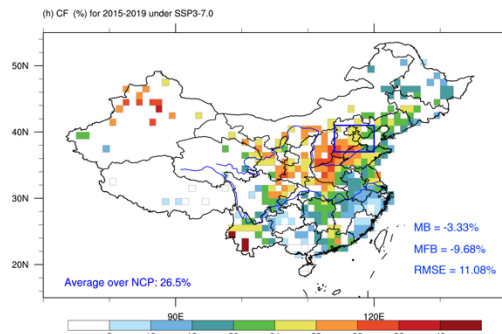 (h) CF (%) for 2015-2019 under SSP3-7.0
50N
40N
30N
20N
MB = -3.33%
MFB = -9.68%
RMSE = 11.08%
Average over NCP: 26.5%
90E
120E